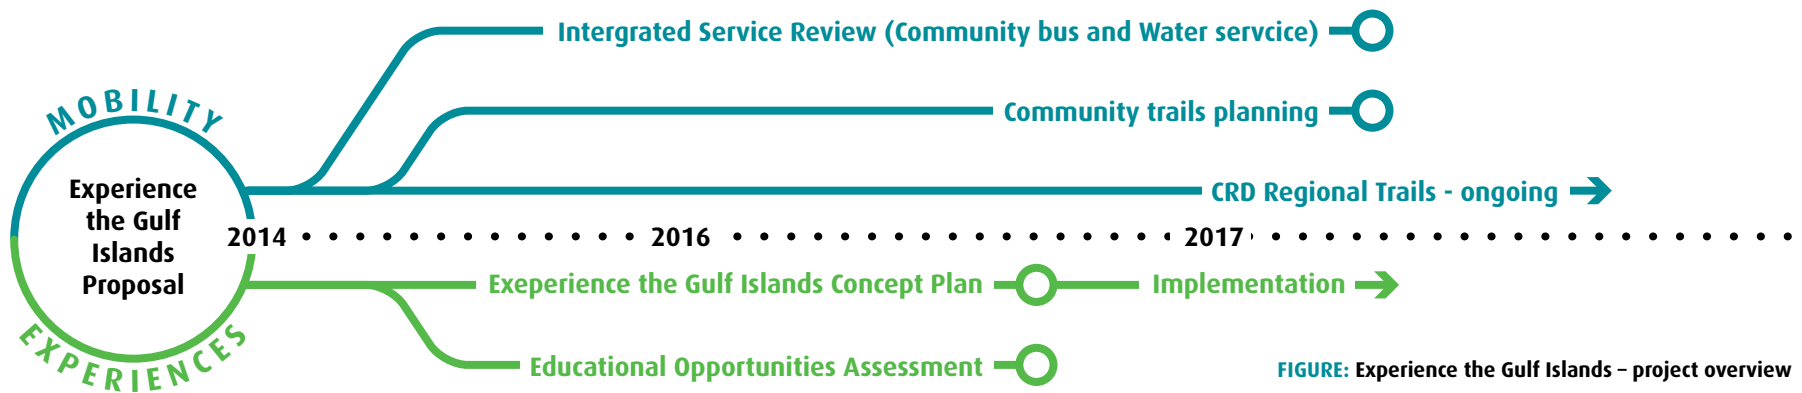 Intergrated Service Review (Community bus and Water servcice)
MOBILITY
Community trails planning
Experience
the Gulf
Islands
Proposal
CRD Regional Trails - ongoing
2014 2016 2017
Exeperience the Gulf Islands Concept Plan Implementation
EXPERIENCES
Educational Opportunities Assessment
FIGURE: Experience the Gulf Islands – project overview